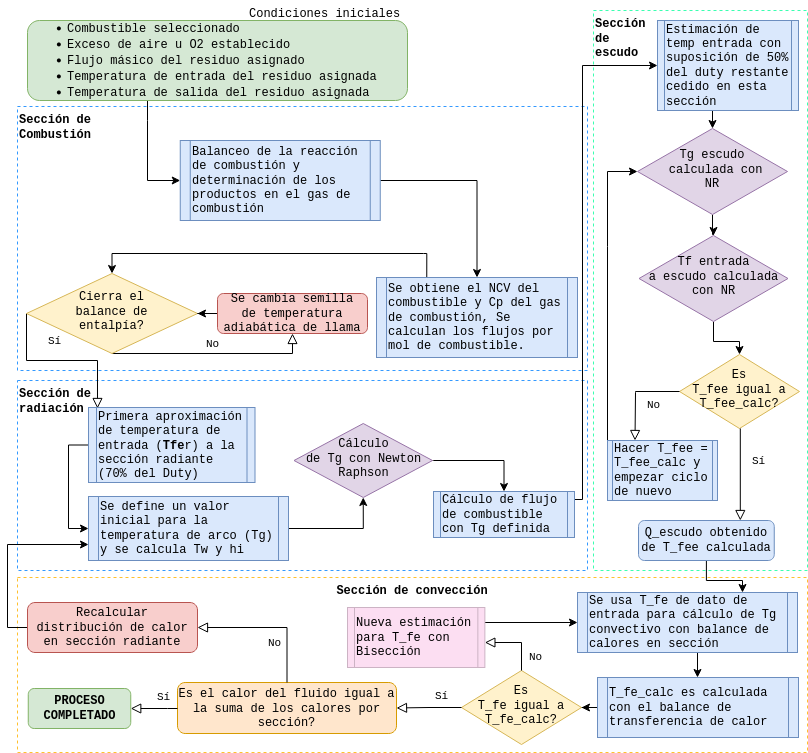 Condiciones iniciales
• Combustible seleccionado
• Exceso de aire u O2 establecido
• Flujo másico del residuo asignado
• Temperatura de entrada del residuo asignada
• Temperatura de salida del residuo asignada
Sección de
Combustión
Balanceo de la reacción
de combustión y
determinación de los
productos en el gas de
combustión
Se obtiene el NCV del
combustible y Cp del gas
de combustión, Se
calculan los flujos por
mol de combustible.
Cierra el
balance de
entalpía?
Se cambia semilla
de temperatura
adiabática de llama
No
Sí
Sección de
radiación
Primera aproximación
de temperatura de
entrada (Tfer) a la
sección radiante
(70% del Duty)
Se define un valor
inicial para la
temperatura de arco (Tg)
y se calcula Tw y hi
Cálculo
de Tg con Newton
Raphson
Cálculo de flujo
de combustible
con Tg definida
Sección
de
escudo
Estimación de
temp entrada con
suposición de 50%
del duty restante
cedido en esta
sección
Tg escudo
calculada con
NR
Tf entrada
a escudo calculada
con NR
Es
T_fee igual a
T_fee_calc?
No
Sí
Hacer T_fee =
T_fee_calc y
empezar ciclo
de nuevo
Q_escudo obtenido
de T_fee calculada
Sección de convección
Se usa T_fe de dato de
entrada para cálculo de Tg
convectivo con balance de
calores en sección
T_fe_calc es calculada
con el balance de
transferencia de calor
Es
T_fe igual a
T_fe_calc?
No
Nueva estimación
para T_fe con
Bisección
Sí
Es el calor del fluido igual a
la suma de los calores por
sección?
No
Recalcular
distribución de calor
en sección radiante
Sí
PROCESO
COMPLETADO